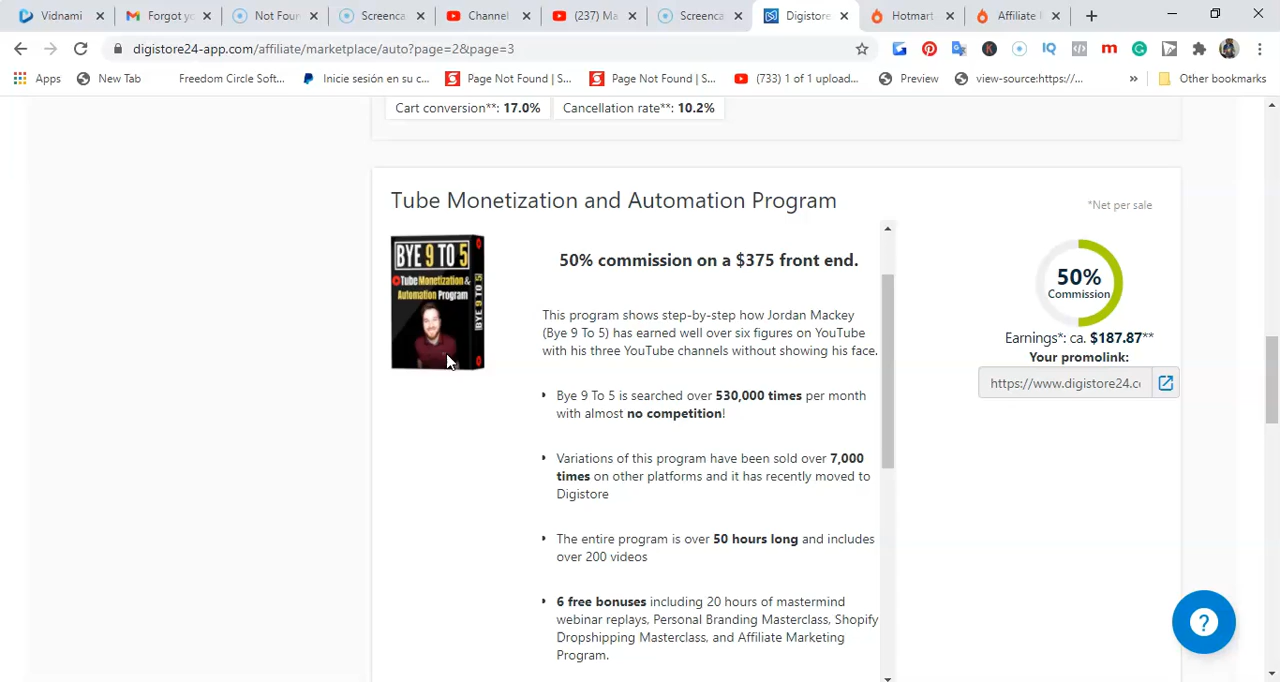 Vidnami
Forgot yo
Not Foun
Screenca
Channel
(237) Ma
Screenca
Digistore
Hotmart
Affiliate
digistore24-app.com/affiliate/marketplace/auto?page=2&page=3
Apps
New Tab
Freedom Circle Soft...
Inicie sesión en su c...
Page Not Found | S...
Page Not Found | S...
(733) 1 of 1 upload...
Preview
view-source:https://...
»
Other bookmarks
Cart conversion**: 17.0%
Cancellation rate**: 10.2%
Tube Monetization and Automation Program
*Net per sale
BYE 9 TO 5
Tube Monetization &
Automation Program
BYE 9 TO 5
50% commission on a $375 front end.
This program shows step-by-step how Jordan Mackey
(Bye 9 To 5) has earned well over six figures on YouTube
with his three YouTube channels without showing his face.
Bye 9 To 5 is searched over 530,000 times per month
with almost no competition!
Variations of this program have been sold over 7,000
times on other platforms and it has recently moved to
Digistore
The entire program is over 50 hours long and includes
over 200 videos
6 free bonuses including 20 hours of mastermind
webinar replays, Personal Branding Masterclass, Shopify
Dropshipping Masterclass, and Affiliate Marketing
Program.
50%
Commission
Earnings*: ca. $187.87**
Your promolink:
https://www.digistore24.co
?